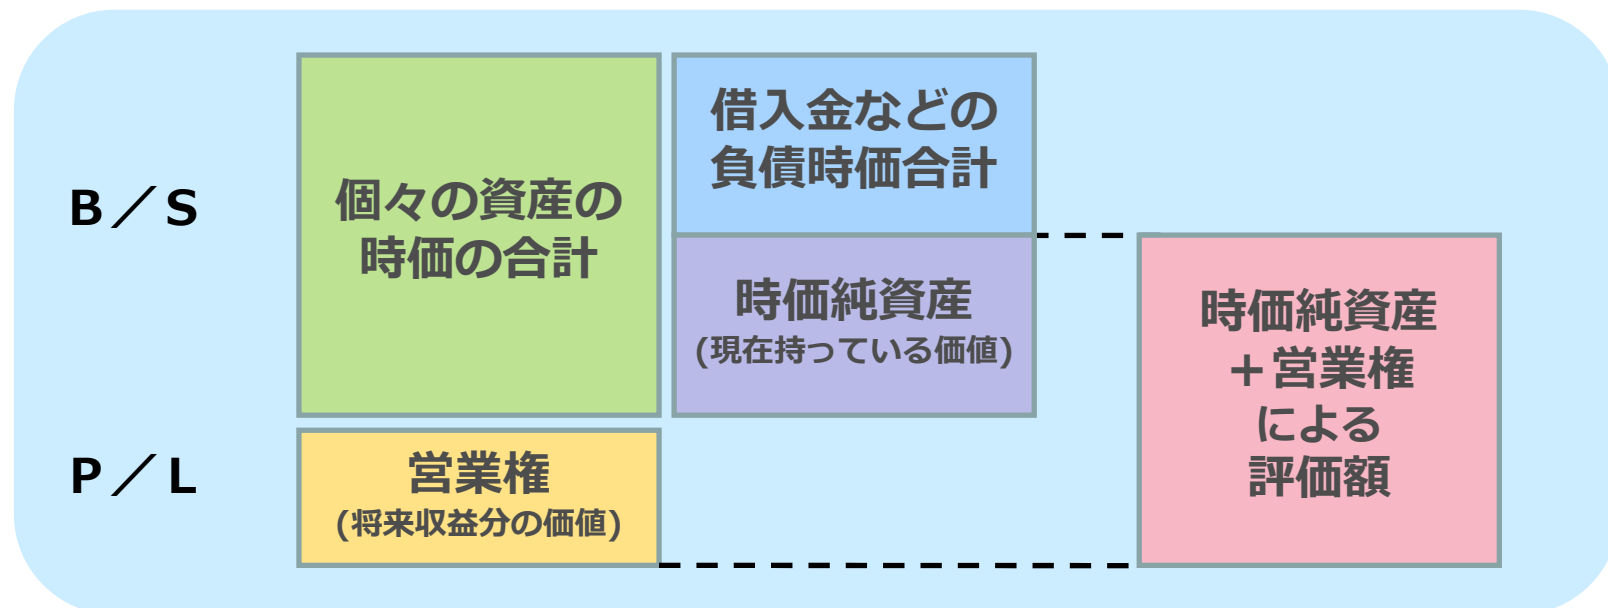 B／S
個々の資産の
時価の合計
借入金などの
負債時価合計
時価純資産
(現在持っている価値)
時価純資産
＋営業権
による
評価額
P／L
営業権
(将来収益分の価値)